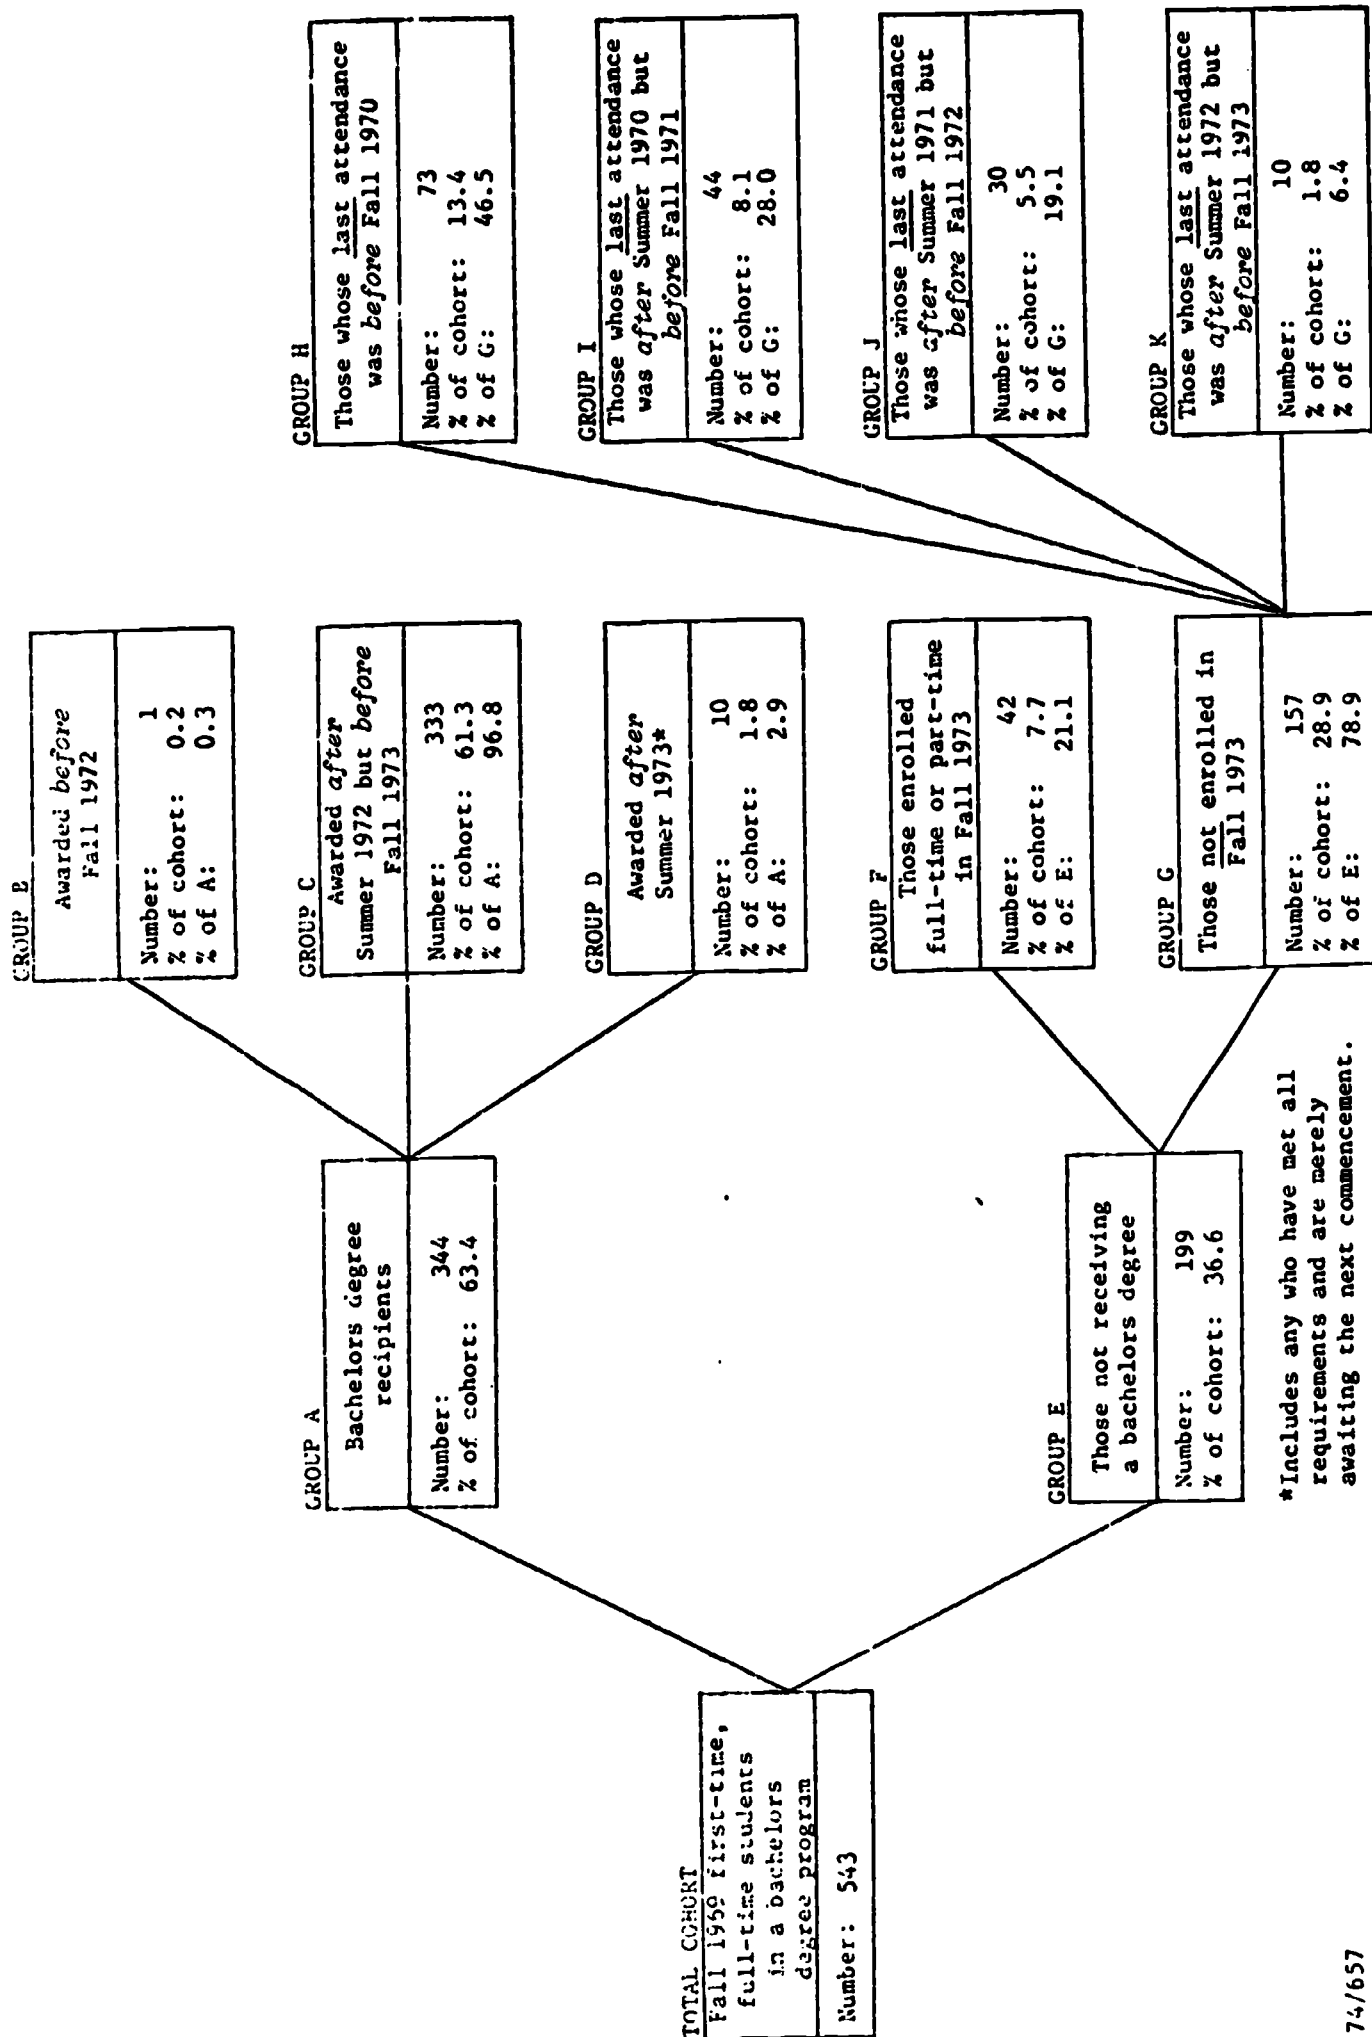 TOTAL COHORT
Fall 1969 first-time,
full-time students
in a bachelors
degree program
Number: 543
GROUP A
Bachelors degree
recipients
Number: 344
% of cohort: 63.4
GROUP E
Those not receiving
a bachelors degree
Number: 199
% of cohort: 36.6
GROUP B
Awarded before
Fall 1972
Number: 1
% of cohort: 0.2
% of A: 0.3
GROUP C
Awarded after
Summer 1972 but before
Fall 1973
Number: 333
% of cohort: 61.3
% of A: 96.8
GROUP D
Awarded after
Summer 1973*
Number: 10
% of cohort: 1.8
% of A: 2.9
GROUP F
Those enrolled
full-time or part-time
in Fall 1973
Number: 42
% of cohort: 7.7
% of E: 21.1
GROUP G
Those not enrolled in
Fall 1973
Number: 157
% of cohort: 28.9
% of E: 78.9
GROUP H
Those whose last attendance
was before Fall 1970
Number: 73
% of cohort: 13.4
% of G: 46.5
GROUP I
Those whose last attendance
was after Summer 1970 but
before Fall 1971
Number: 44
% of cohort: 8.1
% of G: 28.0
GROUP J
Those whose last attendance
was after Summer 1971 but
before Fall 1972
Number: 30
% of cohort: 5.5
% of G: 19.1
GROUP K
Those whose last attendance
was after Summer 1972 but
before Fall 1973
Number: 10
% of cohort: 1.8
% of G: 6.4
*Includes any who have met all
requirements and are merely
awaiting the next commencement.
74/657